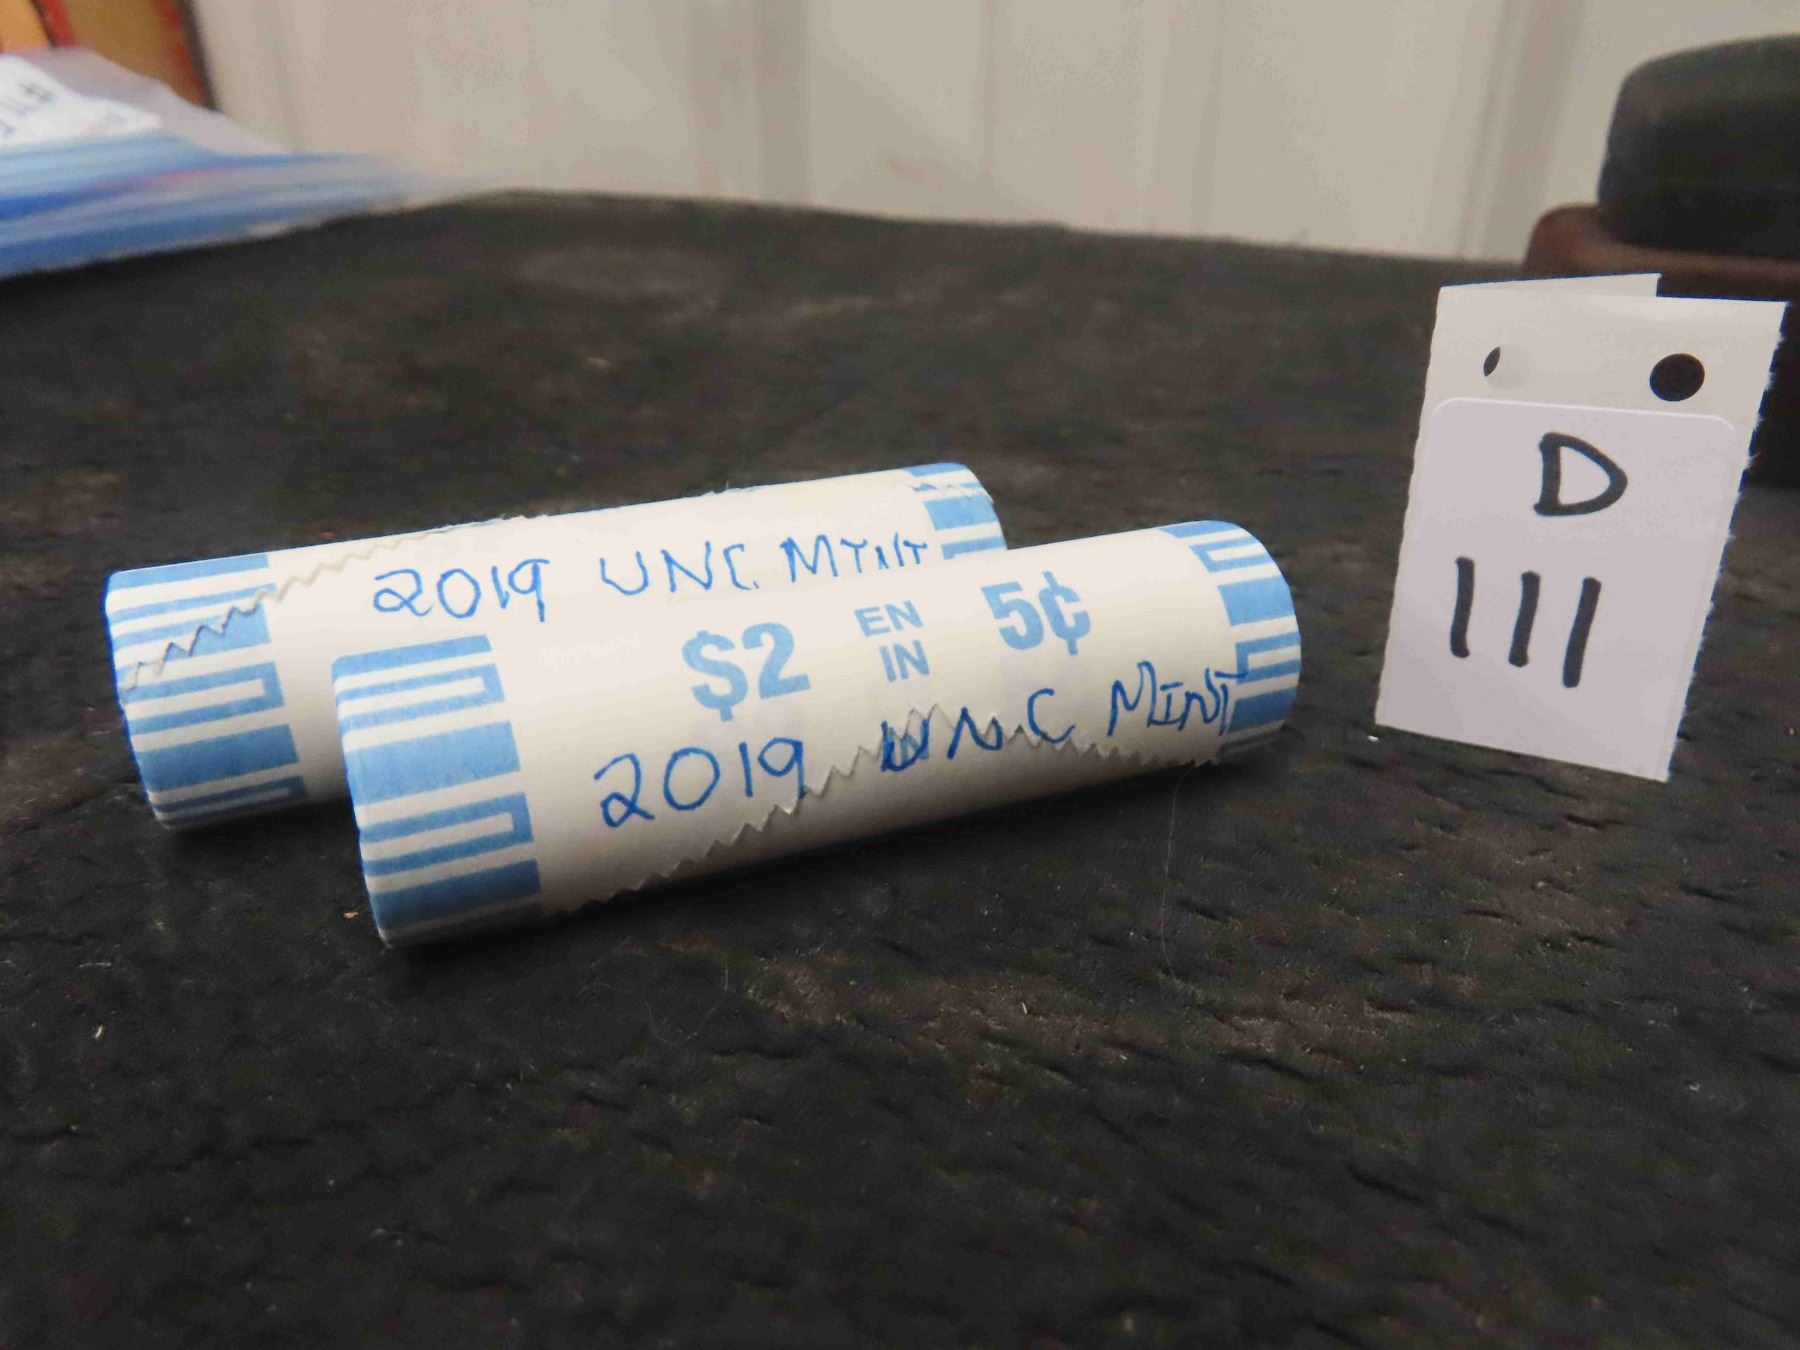 2019 UNC MINT
$2 EN IN 5¢
2019 UNC MINT
D
111